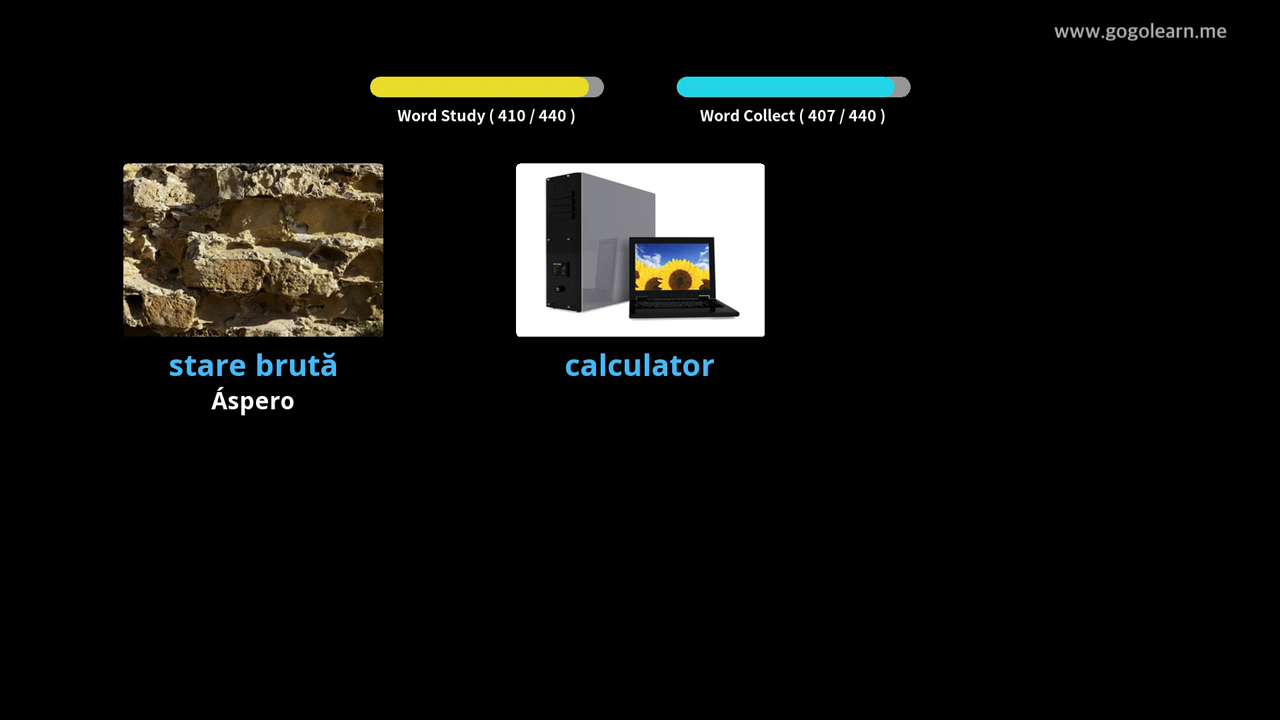 www.gogolearn.me
Word Study ( 410 / 440 )
Word Collect ( 407 / 440 )
stare brută
Áspero
calculator